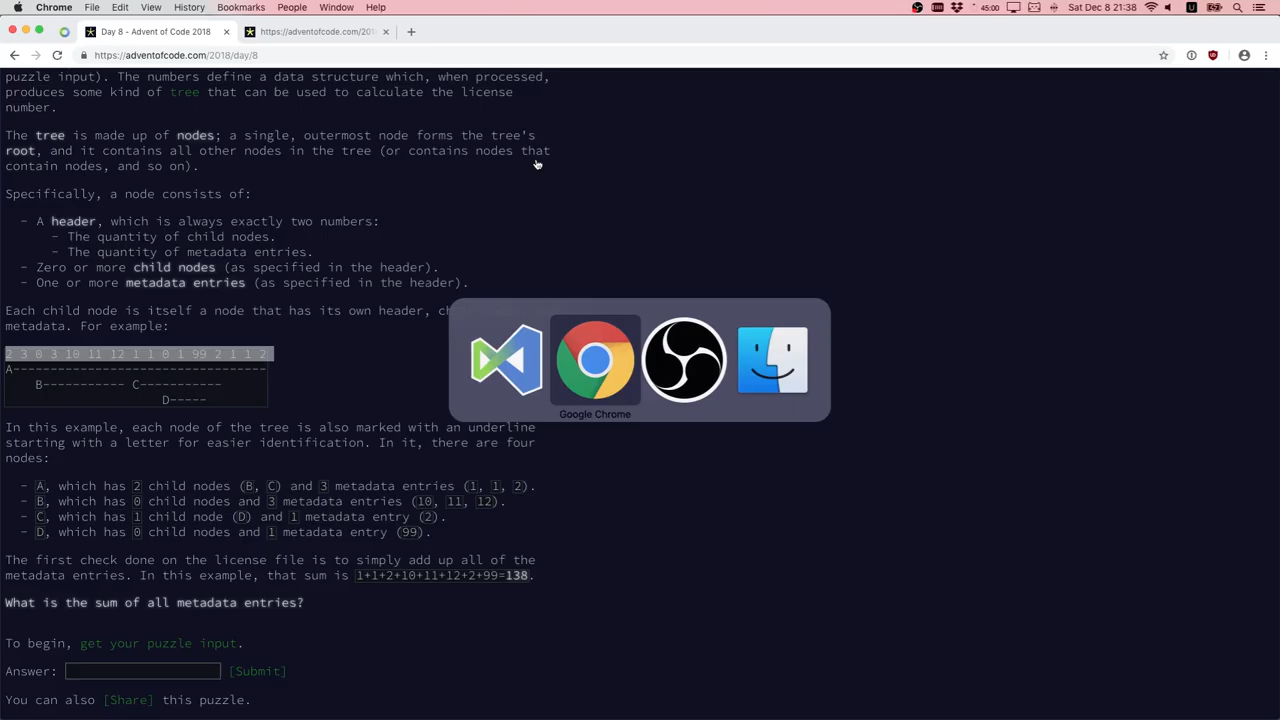 Chrome File Edit View History Bookmarks People Window Help 45:00 U Sat Dec 8 21:38
Day 8 - Advent of Code 2018 https://adventofcode.com/201
https://adventofcode.com/2018/day/8
puzzle input). The numbers define a data structure which, when processed,
produces some kind of tree that can be used to calculate the license
number.
The tree is made up of nodes; a single, outermost node forms the tree's
root, and it contains all other nodes in the tree (or contains nodes that
contain nodes, and so on).
Specifically, a node consists of:
- A header, which is always exactly two numbers:
- The quantity of child nodes.
- The quantity of metadata entries.
- Zero or more child nodes (as specified in the header).
- One or more metadata entries (as specified in the header).
Each child node is itself a node that has its own header, ch
metadata. For example:
2 3 0 3 10 11 12 1 1 0 1 99 2 1 1 2
A----------------------------------
B----------- C-----------
D-----
Google Chrome
In this example, each node of the tree is also marked with an underline
starting with a letter for easier identification. In it, there are four
nodes:
- A, which has 2 child nodes (B, C) and 3 metadata entries (1, 1, 2).
- B, which has 0 child nodes and 3 metadata entries (10, 11, 12).
- C, which has 1 child node (D) and 1 metadata entry (2).
- D, which has 0 child nodes and 1 metadata entry (99).
The first check done on the license file is to simply add up all of the
metadata entries. In this example, that sum is 1+1+2+10+11+12+2+99=138.
What is the sum of all metadata entries?
To begin, get your puzzle input.
Answer: [Submit]
You can also [Share] this puzzle.